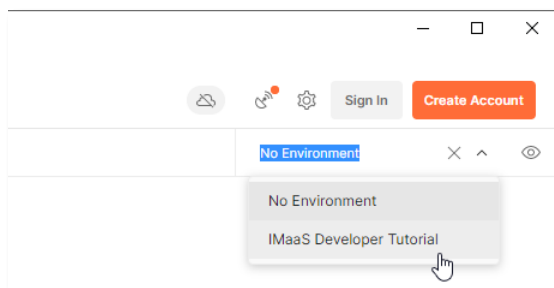 Sign In
Create Account
No Environment
No Environment
IMaaS Developer Tutorial